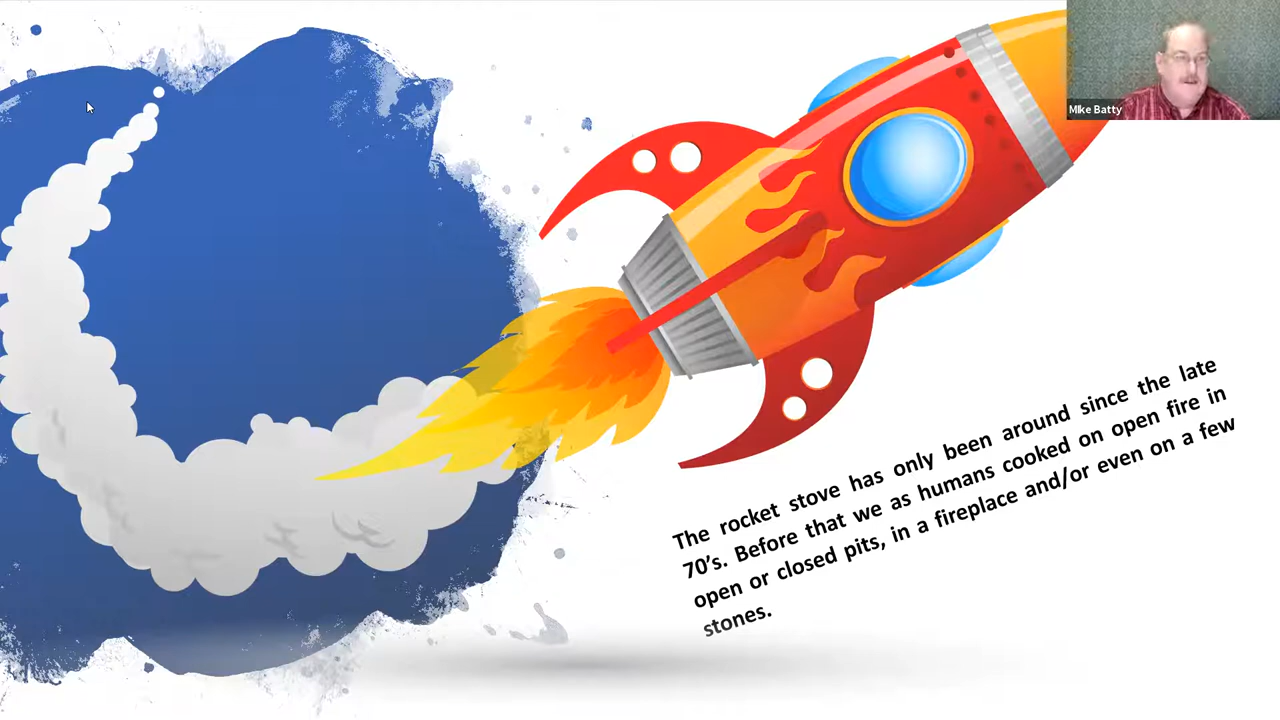 MIke Batty
The rocket stove has only been around since the late
70's. Before that we as humans cooked on open fire in
open or closed pits, in a fireplace and/or even on a few
stones.